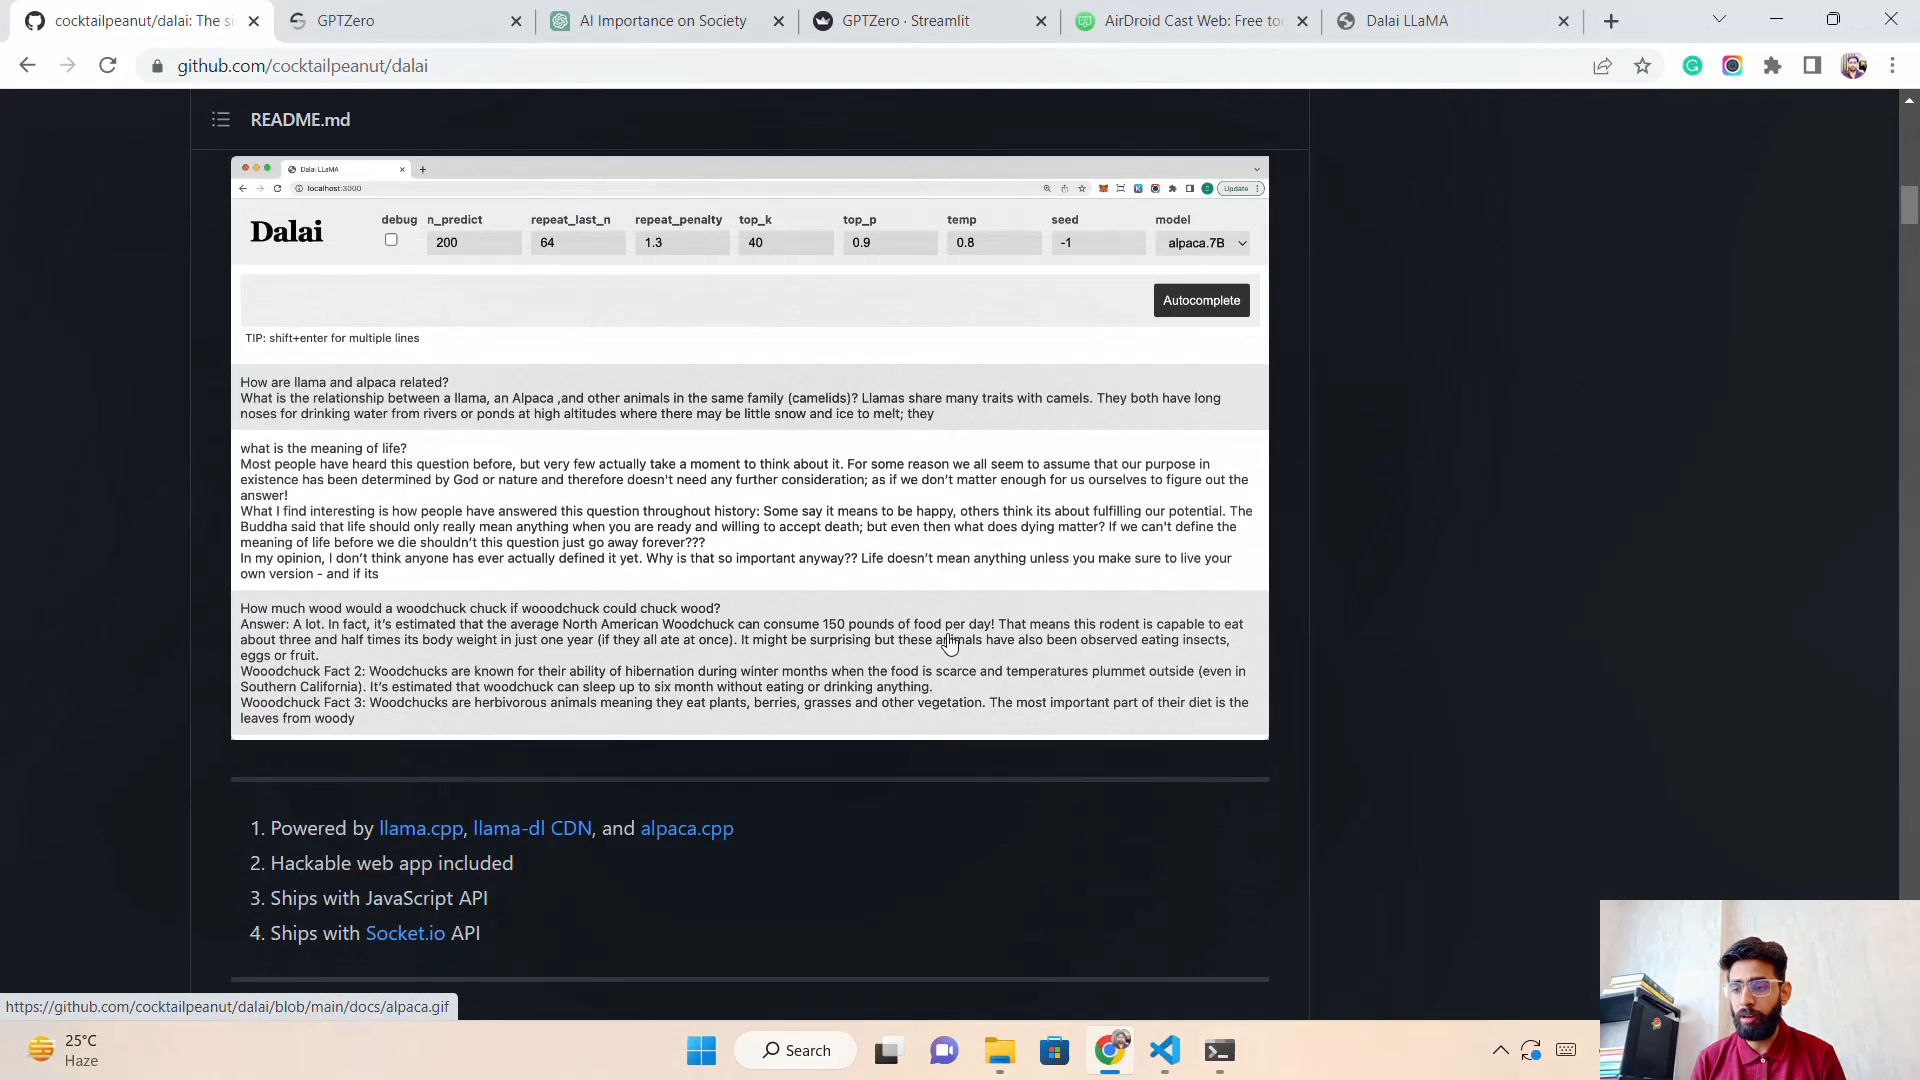 cocktailpeanut/dalai: The si
GPTZero
AI Importance on Society
GPTZero · Streamlit
AirDroid Cast Web: Free too
Dalai LLaMA
github.com/cocktailpeanut/dalai
README.md
Dalai LLaMA
localhost:3000
Update
Dalai
debug
n_predict
repeat_last_n
repeat_penalty
top_k
top_p
temp
seed
model
200
64
1.3
40
0.9
0.8
-1
alpaca.7B
Autocomplete
TIP: shift+enter for multiple lines
How are llama and alpaca related?
What is the relationship between a llama, an Alpaca ,and other animals in the same family (camelids)? Llamas share many traits with camels. They both have long
noses for drinking water from rivers or ponds at high altitudes where there may be little snow and ice to melt; they
what is the meaning of life?
Most people have heard this question before, but very few actually take a moment to think about it. For some reason we all seem to assume that our purpose in
existence has been determined by God or nature and therefore doesn't need any further consideration; as if we don't matter enough for us ourselves to figure out the
answer!
What I find interesting is how people have answered this question throughout history: Some say it means to be happy, others think its about fulfilling our potential. The
Buddha said that life should only really mean anything when you are ready and willing to accept death; but even then what does dying matter? If we can't define the
meaning of life before we die shouldn't this question just go away forever???
In my opinion, I don't think anyone has ever actually defined it yet. Why is that so important anyway?? Life doesn't mean anything unless you make sure to live your
own version - and if its
How much wood would a woodchuck chuck if wooodchuck could chuck wood?
Answer: A lot. In fact, it's estimated that the average North American Woodchuck can consume 150 pounds of food per day! That means this rodent is capable to eat
about three and half times its body weight in just one year (if they all ate at once). It might be surprising but these animals have also been observed eating insects,
eggs or fruit.
Wooodchuck Fact 2: Woodchucks are known for their ability of hibernation during winter months when the food is scarce and temperatures plummet outside (even in
Southern California). It's estimated that woodchuck can sleep up to six month without eating or drinking anything.
Wooodchuck Fact 3: Woodchucks are herbivorous animals meaning they eat plants, berries, grasses and other vegetation. The most important part of their diet is the
leaves from woody
1. Powered by llama.cpp, llama-dl CDN, and alpaca.cpp
2. Hackable web app included
3. Ships with JavaScript API
4. Ships with Socket.io API
https://github.com/cocktailpeanut/dalai/blob/main/docs/alpaca.gif
25°C
Haze
Search